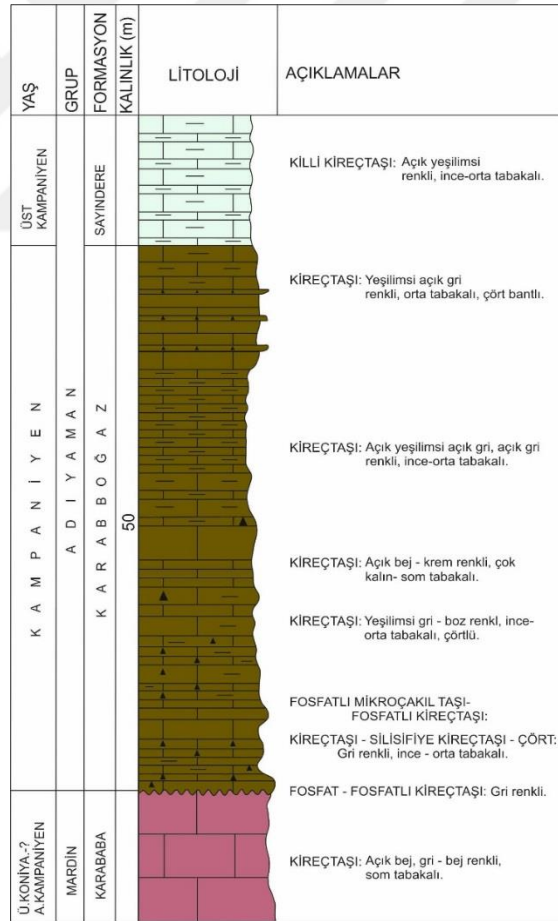 YAŞ
GRUP
FORMASYON
KALINLIK (m)
LİTOLOJİ
AÇIKLAMALAR
ÜST
KAMPANİYEN
SAYINDERE
KİLLİ KİREÇTAŞI: Açık yeşilimsi
renkli, ince-orta tabakalı.
KAMPANİYEN
ADIYAMAN
KARABBOĞAZ
50
KİREÇTAŞI: Yeşilimsi açık gri
renkli, orta tabakalı, çört bantlı.
KİREÇTAŞI: Açık yeşilimsi açık gri, açık gri
renkli, ince-orta tabakalı.
KİREÇTAŞI: Açık bej - krem renkli, çok
kalın- som tabakalı.
KİREÇTAŞI: Yeşilimsi gri - boz renkl, ince-
orta tabakalı, çörtlü.
FOSFATLI MİKROÇAKIL TAŞI-
FOSFATLI KİREÇTAŞI:
KİREÇTAŞI - SİLİSİFİYE KİREÇTAŞI - ÇÖRT:
Gri renkli, ince - orta tabakalı.
FOSFAT - FOSFATLI KİREÇTAŞI: Gri renkli.
Ü.KONİYA.-?
A.KAMPANİYEN
MARDİN
KARABABA
KİREÇTAŞI: Açık bej, gri - bej renkli,
som tabakalı.